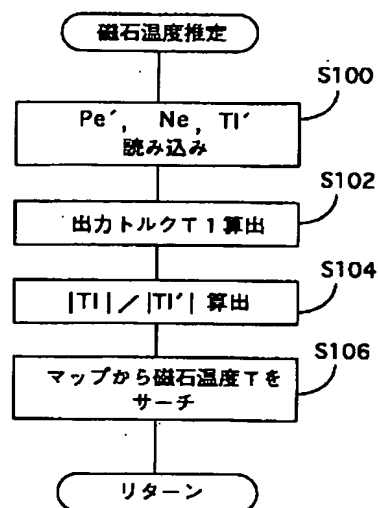 磁石温度推定
S100
Pe′, Ne, Tl′
読み込み
S102
出力トルクT1算出
S104
|Tl|/|Tl′| 算出
S106
マップから磁石温度Tを
サーチ
リターン